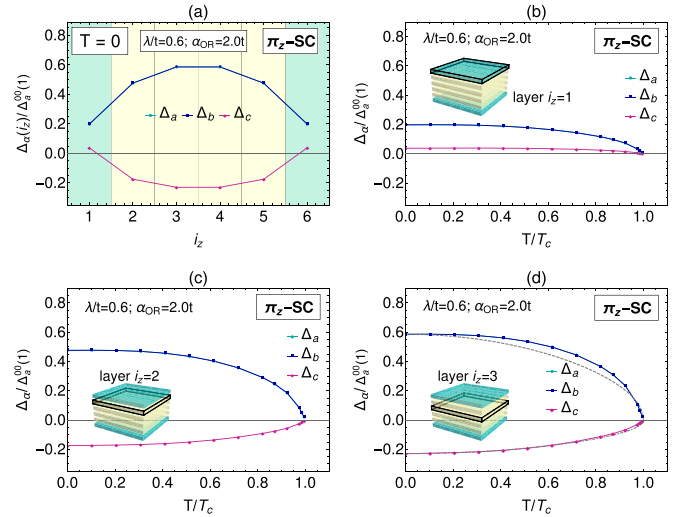 (a)
T = 0
λ/t=0.6; α_OR=2.0t
π_z-SC
Δ_a Δ_b Δ_c
Δ_α(i_z)/Δ_a^00(1)
0.8
0.6
0.4
0.2
0.0
-0.2
1 2 3 4 5 6
i_z
(b)
λ/t=0.6; α_OR=2.0t
π_z-SC
layer i_z=1
Δ_a
Δ_b
Δ_c
Δ_α/Δ_a^00(1)
0.8
0.6
0.4
0.2
0.0
-0.2
0.0 0.2 0.4 0.6 0.8 1.0
T/T_c
(c)
λ/t=0.6; α_OR=2.0t
π_z-SC
Δ_a
Δ_b
Δ_c
layer i_z=2
Δ_α/Δ_a^00(1)
0.8
0.6
0.4
0.2
0.0
-0.2
0.0 0.2 0.4 0.6 0.8 1.0
T/T_c
(d)
λ/t=0.6; α_OR=2.0t
π_z-SC
layer i_z=3
Δ_a
Δ_b
Δ_c
Δ_α/Δ_a^00(1)
0.8
0.6
0.4
0.2
0.0
-0.2
0.0 0.2 0.4 0.6 0.8 1.0
T/T_c